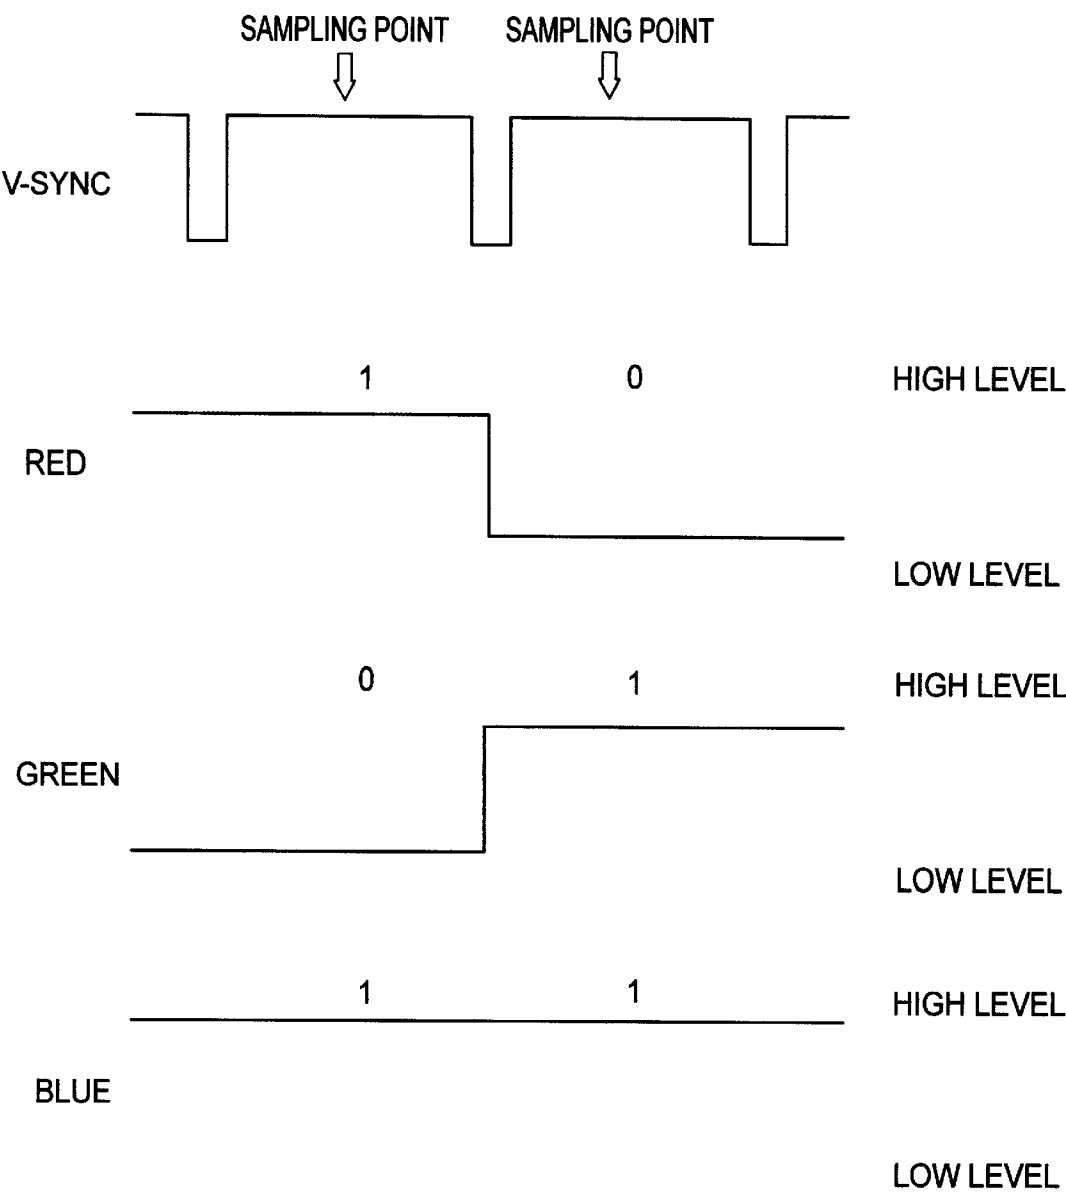 SAMPLING POINT SAMPLING POINT
V-SYNC
1 0 HIGH LEVEL
RED
LOW LEVEL
0 1 HIGH LEVEL
GREEN
LOW LEVEL
1 1 HIGH LEVEL
BLUE
LOW LEVEL